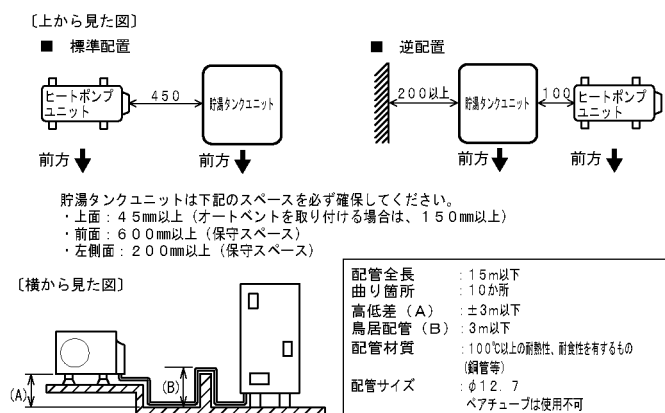 〔上から見た図〕
■ 標準配置
ヒートポンプ
ユニット
450
貯湯タンクユニット
前方
前方
■ 逆配置
200以上
貯湯タンクユニット
100
ヒートポンプ
ユニット
前方
前方
貯湯タンクユニットは下記のスペースを必ず確保してください。
・上面：45mm以上（オートベントを取り付ける場合は、150mm以上）
・前面：600mm以上（保守スペース）
・左側面：200mm以上（保守スペース）
〔横から見た図〕
(A)
(B)
配管全長 ：15m以下
曲り箇所 ：10か所
高低差（A） ：±3m以下
鳥居配管（B）：3m以下
配管材質 ：100℃以上の耐熱性、耐食性を有するもの
(銅管等)
配管サイズ ：φ12.7
ペアチューブは使用不可